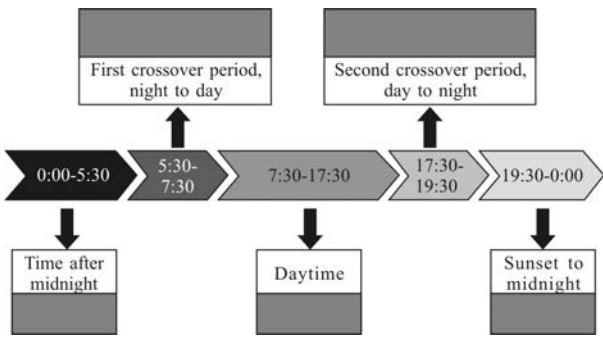 First crossover period,
night to day
Second crossover period,
day to night
0:00-5:30
5:30-
7:30
7:30-17:30
17:30-
19:30
19:30-0:00
Time after
midnight
Daytime
Sunset to
midnight